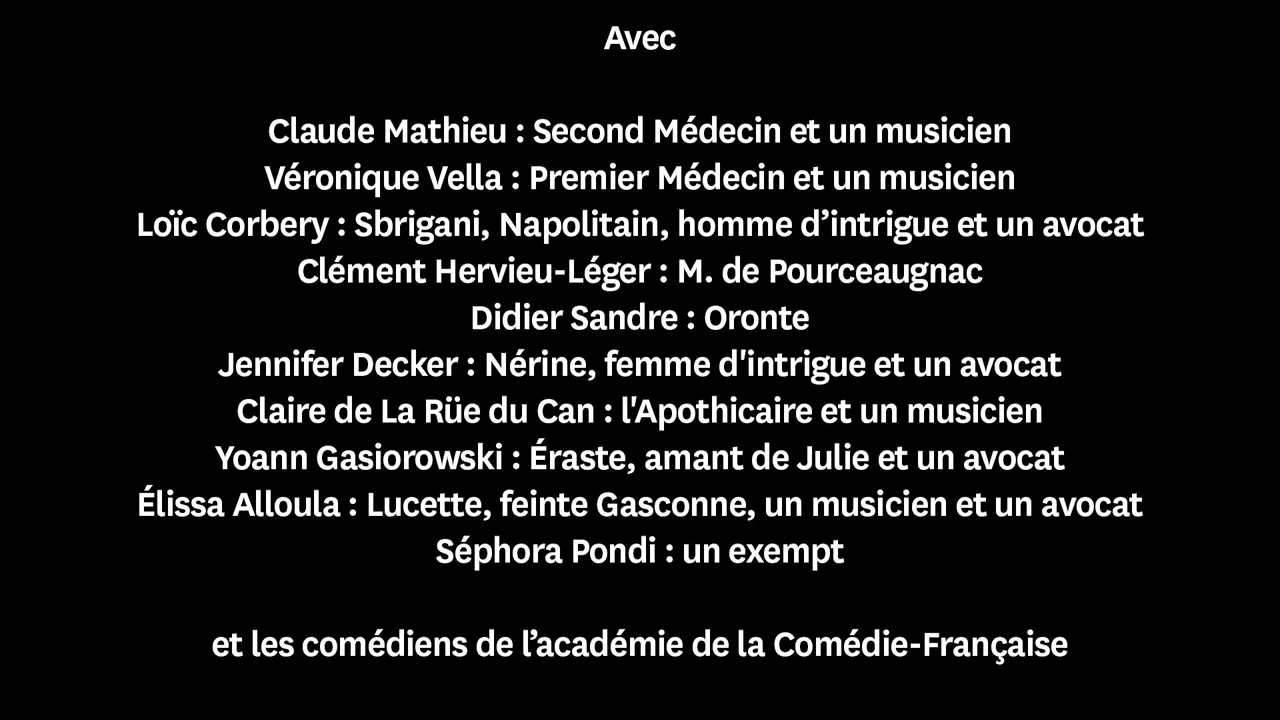 Avec
Claude Mathieu : Second Médecin et un musicien
Véronique Vella : Premier Médecin et un musicien
Loïc Corbery : Sbrigani, Napolitain, homme d’intrigue et un avocat
Clément Hervieu-Léger : M. de Pourceaugnac
Didier Sandre : Oronte
Jennifer Decker : Nérine, femme d'intrigue et un avocat
Claire de La Rüe du Can : l'Apothicaire et un musicien
Yoann Gasiorowski : Éraste, amant de Julie et un avocat
Élissa Alloula : Lucette, feinte Gasconne, un musicien et un avocat
Séphora Pondi : un exempt
et les comédiens de l’académie de la Comédie-Française